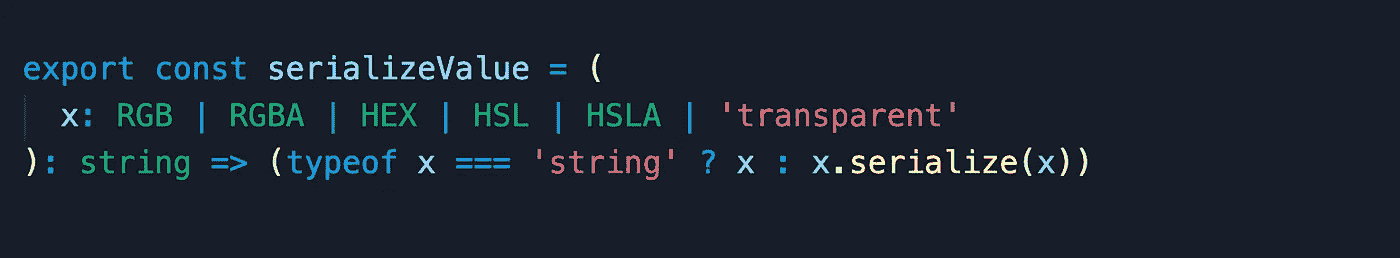 export const serializeValue = (
  x: RGB | RGBA | HEX | HSL | HSLA | 'transparent'
): string => (typeof x === 'string' ? x : x.serialize(x))